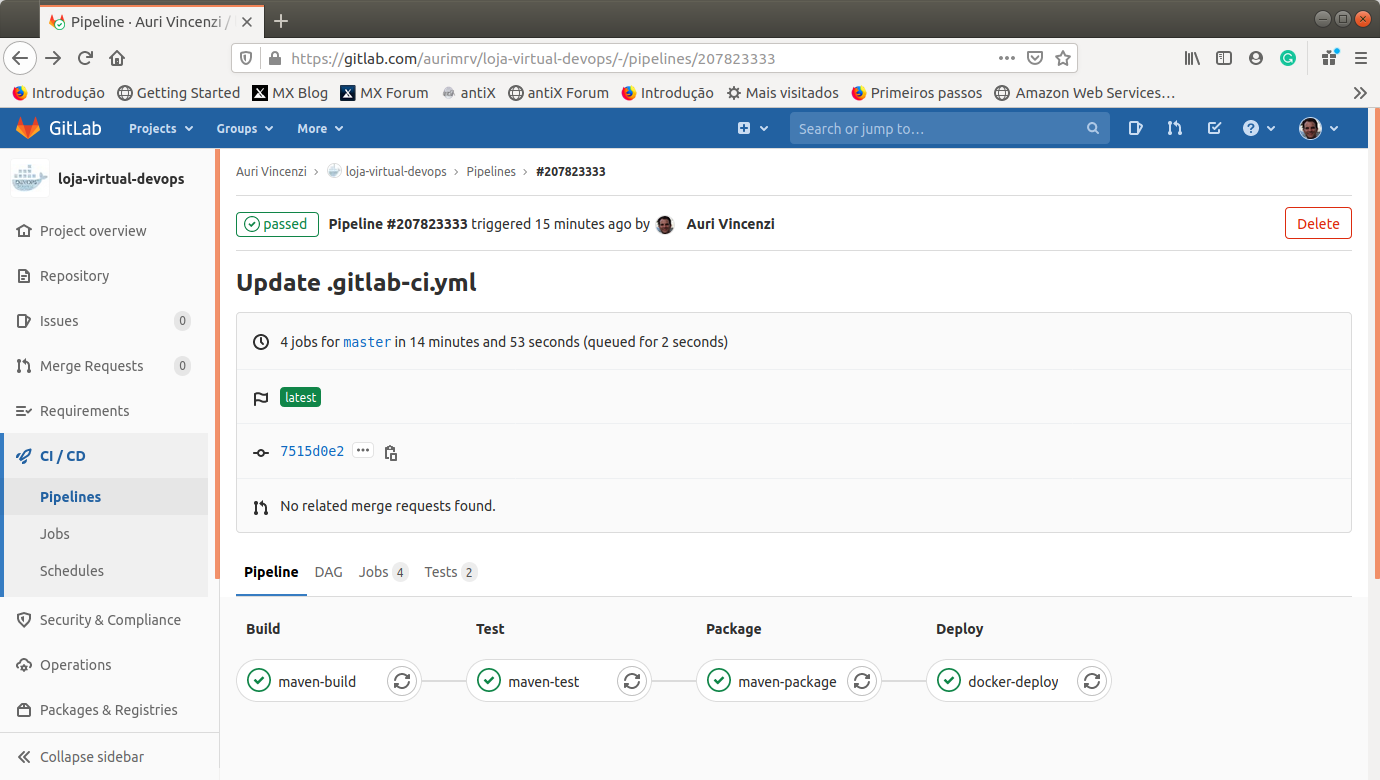 Pipeline · Auri Vincenzi /
https://gitlab.com/aurimrv/loja-virtual-devops/-/pipelines/207823333
Introdução Getting Started MX Blog MX Forum antiX antiX Forum Introdução Mais visitados Primeiros passos Amazon Web Services…
GitLab Projects Groups More Search or jump to…
DEVOPS loja-virtual-devops
Project overview
Repository
Issues 0
Merge Requests 0
Requirements
CI / CD
Pipelines
Jobs
Schedules
Security & Compliance
Operations
Packages & Registries
Collapse sidebar
Auri Vincenzi › loja-virtual-devops › Pipelines › #207823333
passed Pipeline #207823333 triggered 15 minutes ago by Auri Vincenzi Delete
Update .gitlab-ci.yml
4 jobs for master in 14 minutes and 53 seconds (queued for 2 seconds)
latest
7515d0e2
No related merge requests found.
Pipeline DAG Jobs 4 Tests 2
Build Test Package Deploy
maven-build maven-test maven-package docker-deploy